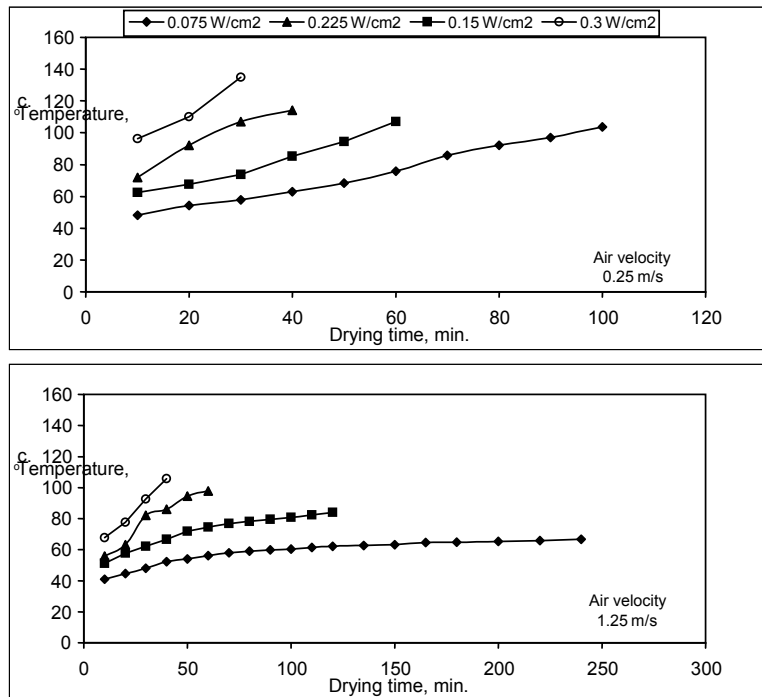 0.075 W/cm2 0.225 W/cm2 0.15 W/cm2 0.3 W/cm2
160
140
120
100
80
60
40
20
0
c.
oTemperature,
Air velocity
0.25 m/s
0 20 40 60 80 100 120
Drying time, min.
160
140
120
100
80
60
40
20
0
c.
oTemperature,
Air velocity
1.25 m/s
0 50 100 150 200 250 300
Drying time, min.